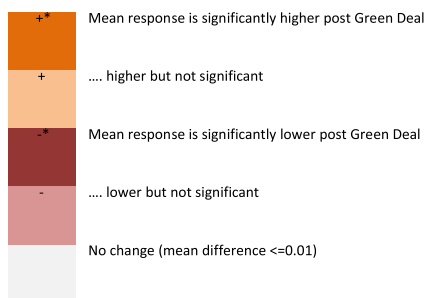 +* Mean response is significantly higher post Green Deal
+ .... higher but not significant
-* Mean response is significantly lower post Green Deal
- .... lower but not significant
No change (mean difference <=0.01)